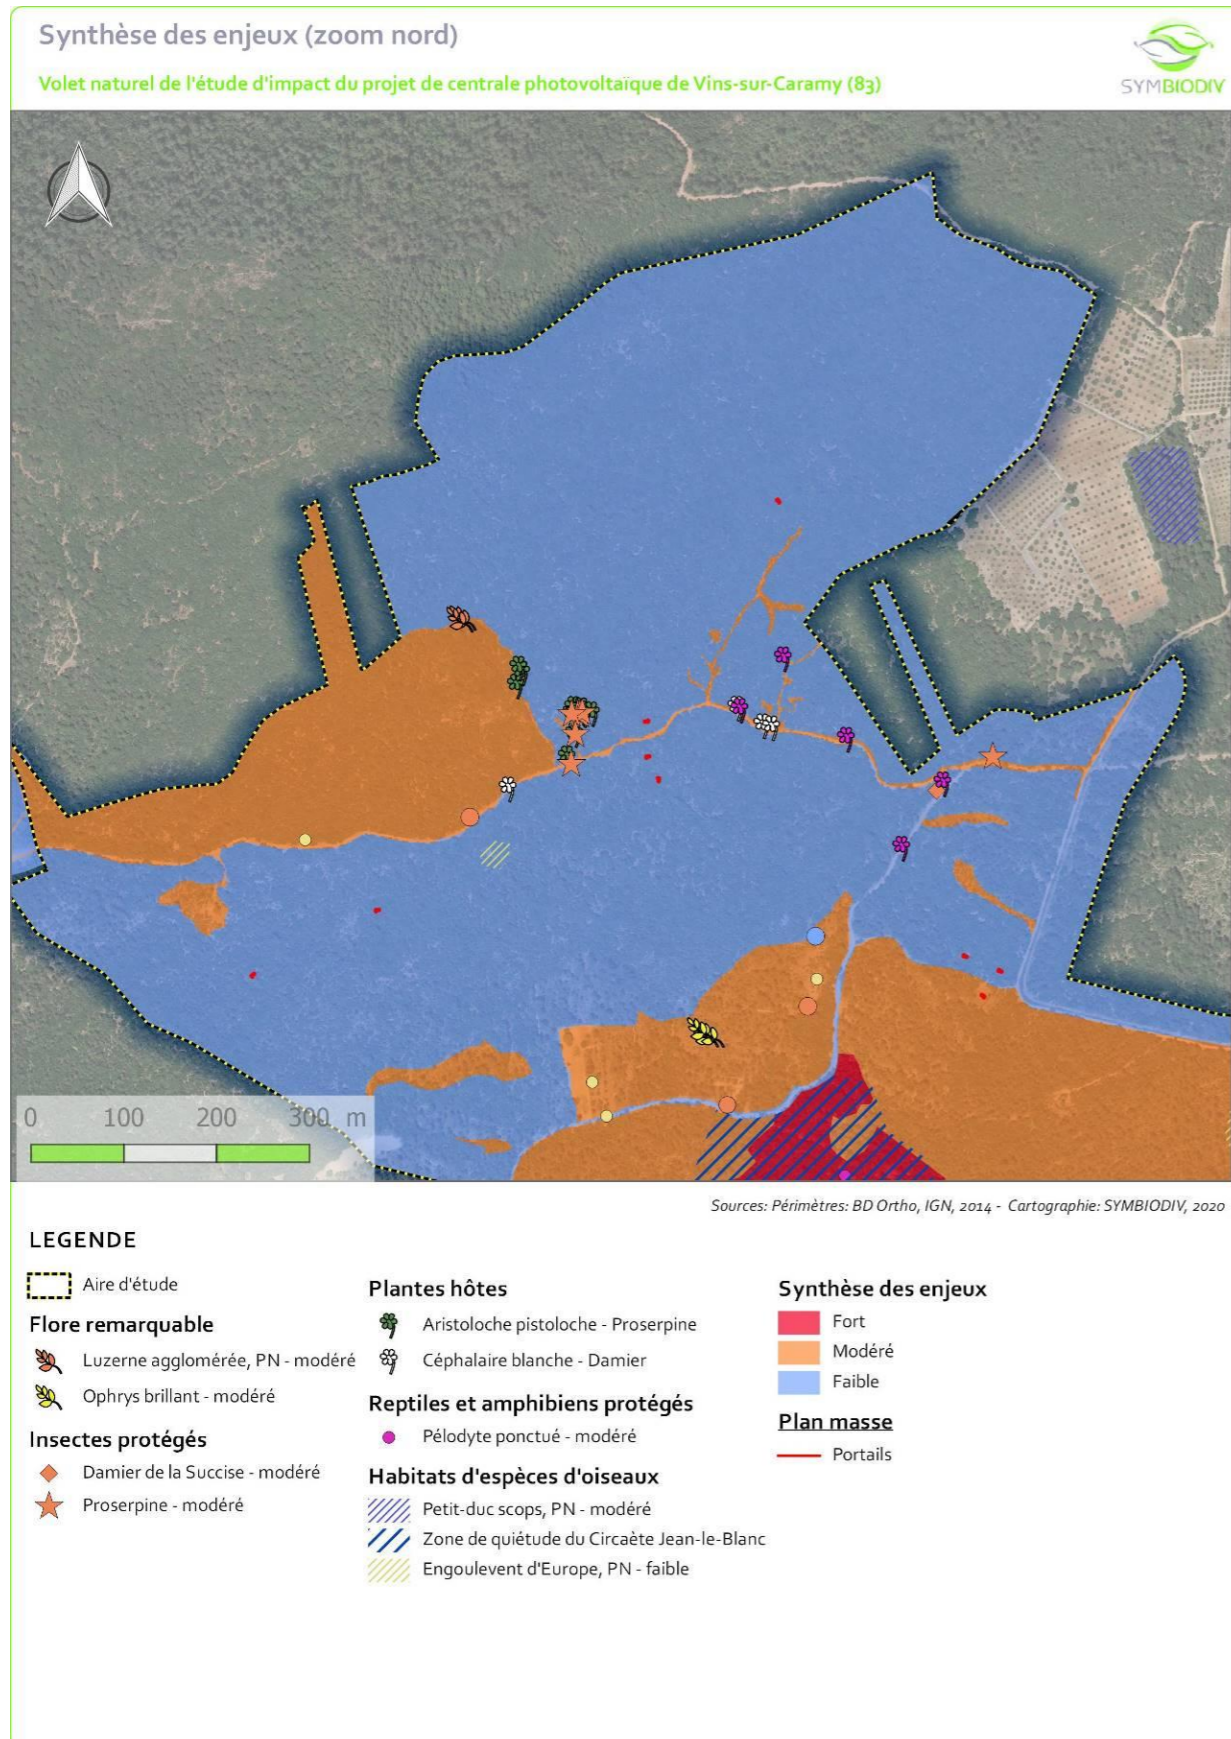 Synthèse des enjeux (zoom nord)
Volet naturel de l'étude d'impact du projet de centrale photovoltaïque de Vins-sur-Caramy (83)
SYMBIODIV
0 100 200 300 m
Sources: Périmètres: BD Ortho, IGN, 2014 - Cartographie: SYMBIODIV, 2020
LEGENDE
Aire d'étude
Flore remarquable
Luzerne agglomérée, PN - modéré
Ophrys brillant - modéré
Insectes protégés
Damier de la Succise - modéré
Proserpine - modéré
Plantes hôtes
Aristoloche pistoloche - Proserpine
Céphalaire blanche - Damier
Reptiles et amphibiens protégés
Pélodyte ponctué - modéré
Habitats d'espèces d'oiseaux
Petit-duc scops, PN - modéré
Zone de quiétude du Circaète Jean-le-Blanc
Engoulevent d'Europe, PN - faible
Synthèse des enjeux
Fort
Modéré
Faible
Plan masse
Portails